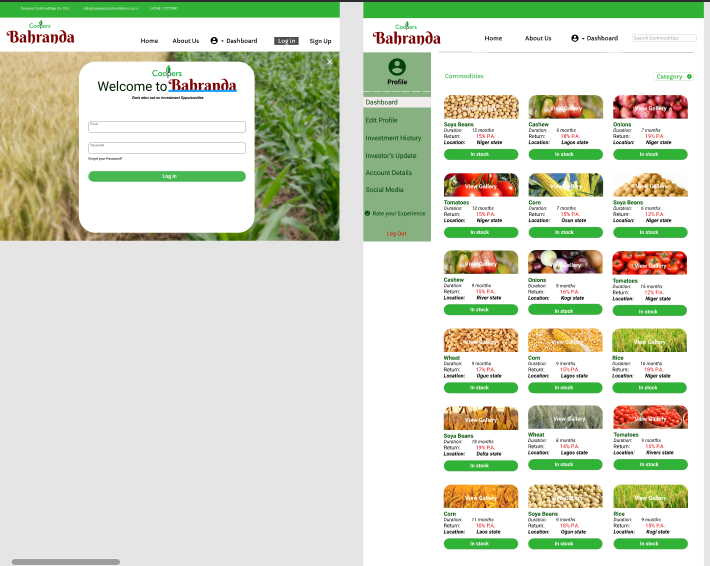 Coopers
Bahranda
Home
About Us
Dashboard
Log in
Sign Up
Coopers
Welcome to Bahranda
Dont miss out on Investment Opportunities
Email
Password
Forgot your Password?
Log in
Coopers
Bahranda
Home
About Us
Dashboard
Search Commodities
Profile
Dashboard
Edit Profile
Investment History
Investor's Update
Account Details
Social Media
Rate your Experience
Log Out
Commodities
Category
View Gallery
Soya Beans
Duration: 12 months
Return: 15% P.A.
Location: Niger state
In stock
View Gallery
Cashew
Duration: 6 months
Return: 18% P.A.
Location: Lagos state
In stock
View Gallery
Onions
Duration: 7 months
Return: 19% P.A.
Location: Niger state
In stock
View Gallery
Tomatoes
Duration: 12 months
Return: 15% P.A.
Location: Niger state
In stock
View Gallery
Corn
Duration: 7 months
Return: 15% P.A.
Location: Osun state
In stock
View Gallery
Soya Beans
Duration: 6 months
Return: 12% P.A.
Location: Niger state
In stock
View Gallery
Cashew
Duration: 9 months
Return: 15% P.A.
Location: River state
In stock
View Gallery
Onions
Duration: 9 months
Return: 16% P.A.
Location: Kogi state
In stock
View Gallery
Tomatoes
Duration: 15 months
Return: 12% P.A.
Location: Niger state
In stock
View Gallery
Wheat
Duration: 9 months
Return: 17% P.A.
Location: Ogun state
In stock
View Gallery
Corn
Duration: 9 months
Return: 15% P.A.
Location: Lagos state
In stock
View Gallery
Rice
Duration: 16 months
Return: 18% P.A.
Location: Niger state
In stock
View Gallery
Soya Beans
Duration: 18 months
Return: 19% P.A.
Location: Delta state
In stock
View Gallery
Wheat
Duration: 8 months
Return: 14% P.A.
Location: Lagos state
In stock
View Gallery
Tomatoes
Duration: 9 months
Return: 15% P.A.
Location: Rivers state
In stock
View Gallery
Corn
Duration: 11 months
Return: 10% P.A.
Location: Laos state
In stock
View Gallery
Soya Beans
Duration: 9 months
Return: 18% P.A.
Location: Ogun state
In stock
View Gallery
Rice
Duration: 9 months
Return: 19% P.A.
Location: Kogi state
In stock